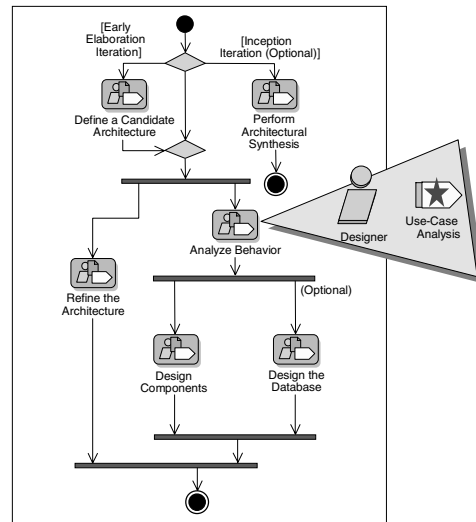 [Early
Elaboration
Iteration]
[Inception
Iteration (Optional)]
Define a Candidate
Architecture
Perform
Architectural
Synthesis
Analyze Behavior
Designer
Use-Case
Analysis
Refine the
Architecture
(Optional)
Design
Components
Design the
Database